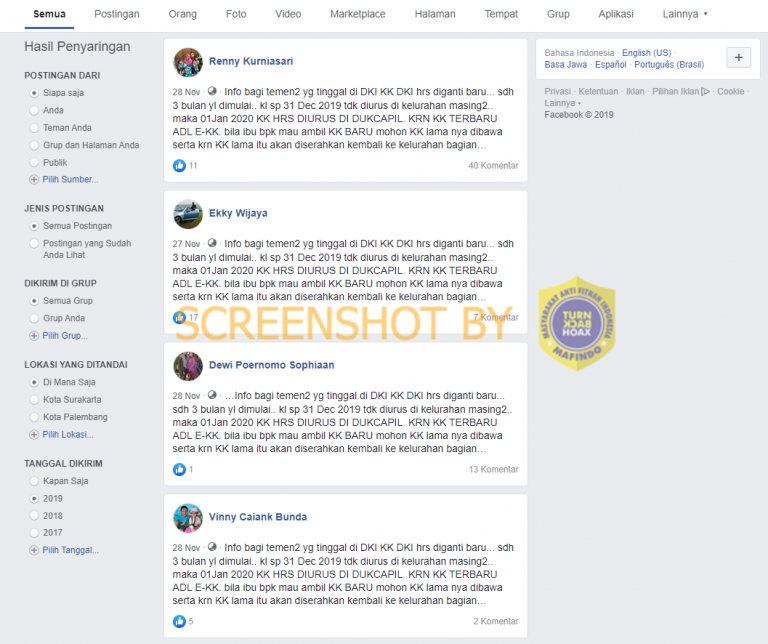 Semua Postingan Orang Foto Video Marketplace Halaman Tempat Grup Aplikasi Lainnya
Hasil Penyaringan
POSTINGAN DARI
Siapa saja
Anda
Teman Anda
Grup dan Halaman Anda
Publik
Pilih Sumber...
JENIS POSTINGAN
Semua Postingan
Postingan yang Sudah
Anda Lihat
DIKIRIM DI GRUP
Semua Grup
Grup Anda
Pilih Grup...
LOKASI YANG DITANDAI
Di Mana Saja
Kota Surakarta
Kota Palembang
Pilih Lokasi...
TANGGAL DIKIRIM
Kapan Saja
2019
2018
2017
Pilih Tanggal...
Renny Kurniasari
28 Nov · Info bagi temen2 yg tinggal di DKI KK DKI hrs diganti baru... sdh
3 bulan yl dimulai.. kl sp 31 Dec 2019 tdk diurus di kelurahan masing2..
maka 01Jan 2020 KK HRS DIURUS DI DUKCAPIL. KRN KK TERBARU
ADL E-KK. bila ibu bpk mau ambil KK BARU mohon KK lama nya dibawa
serta krn KK lama itu akan diserahkan kembali ke kelurahan bagian...
11 40 Komentar
Ekky Wijaya
27 Nov · Info bagi temen2 yg tinggal di DKI KK DKI hrs diganti baru... sdh
3 bulan yl dimulai.. kl sp 31 Dec 2019 tdk diurus di kelurahan masing2..
maka 01Jan 2020 KK HRS DIURUS DI DUKCAPIL. KRN KK TERBARU
ADL E-KK. bila ibu bpk mau ambil KK BARU mohon KK lama nya dibawa
serta krn KK lama itu akan diserahkan kembali ke kelurahan bagian...
17 7 Komentar
SCREENSHOT BY
Dewi Poernomo Sophiaan
28 Nov · ...Info bagi temen2 yg tinggal di DKI KK DKI hrs diganti baru...
sdh 3 bulan yl dimulai.. kl sp 31 Dec 2019 tdk diurus di kelurahan masing2..
maka 01Jan 2020 KK HRS DIURUS DI DUKCAPIL. KRN KK TERBARU
ADL E-KK. bila ibu bpk mau ambil KK BARU mohon KK lama nya dibawa
serta krn KK lama itu akan diserahkan kembali ke kelurahan bagian...
1 13 Komentar
Vinny Caiank Bunda
28 Nov · Info bagi temen2 yg tinggal di DKI KK DKI hrs diganti baru... sdh
3 bulan yl dimulai.. kl sp 31 Dec 2019 tdk diurus di kelurahan masing2..
maka 01Jan 2020 KK HRS DIURUS DI DUKCAPIL. KRN KK TERBARU
ADL E-KK. bila ibu bpk mau ambil KK BARU mohon KK lama nya dibawa
serta krn KK lama itu akan diserahkan kembali ke kelurahan bagian...
5 2 Komentar
Bahasa Indonesia · English (US) ·
Basa Jawa · Español · Português (Brasil)
Privasi · Ketentuan · Iklan · Pilihan Iklan · Cookie ·
Lainnya
Facebook © 2019
MASYARAKAT ANTI FITNAH INDONESIA
TURN
BACK
HOAX
MAFINDO